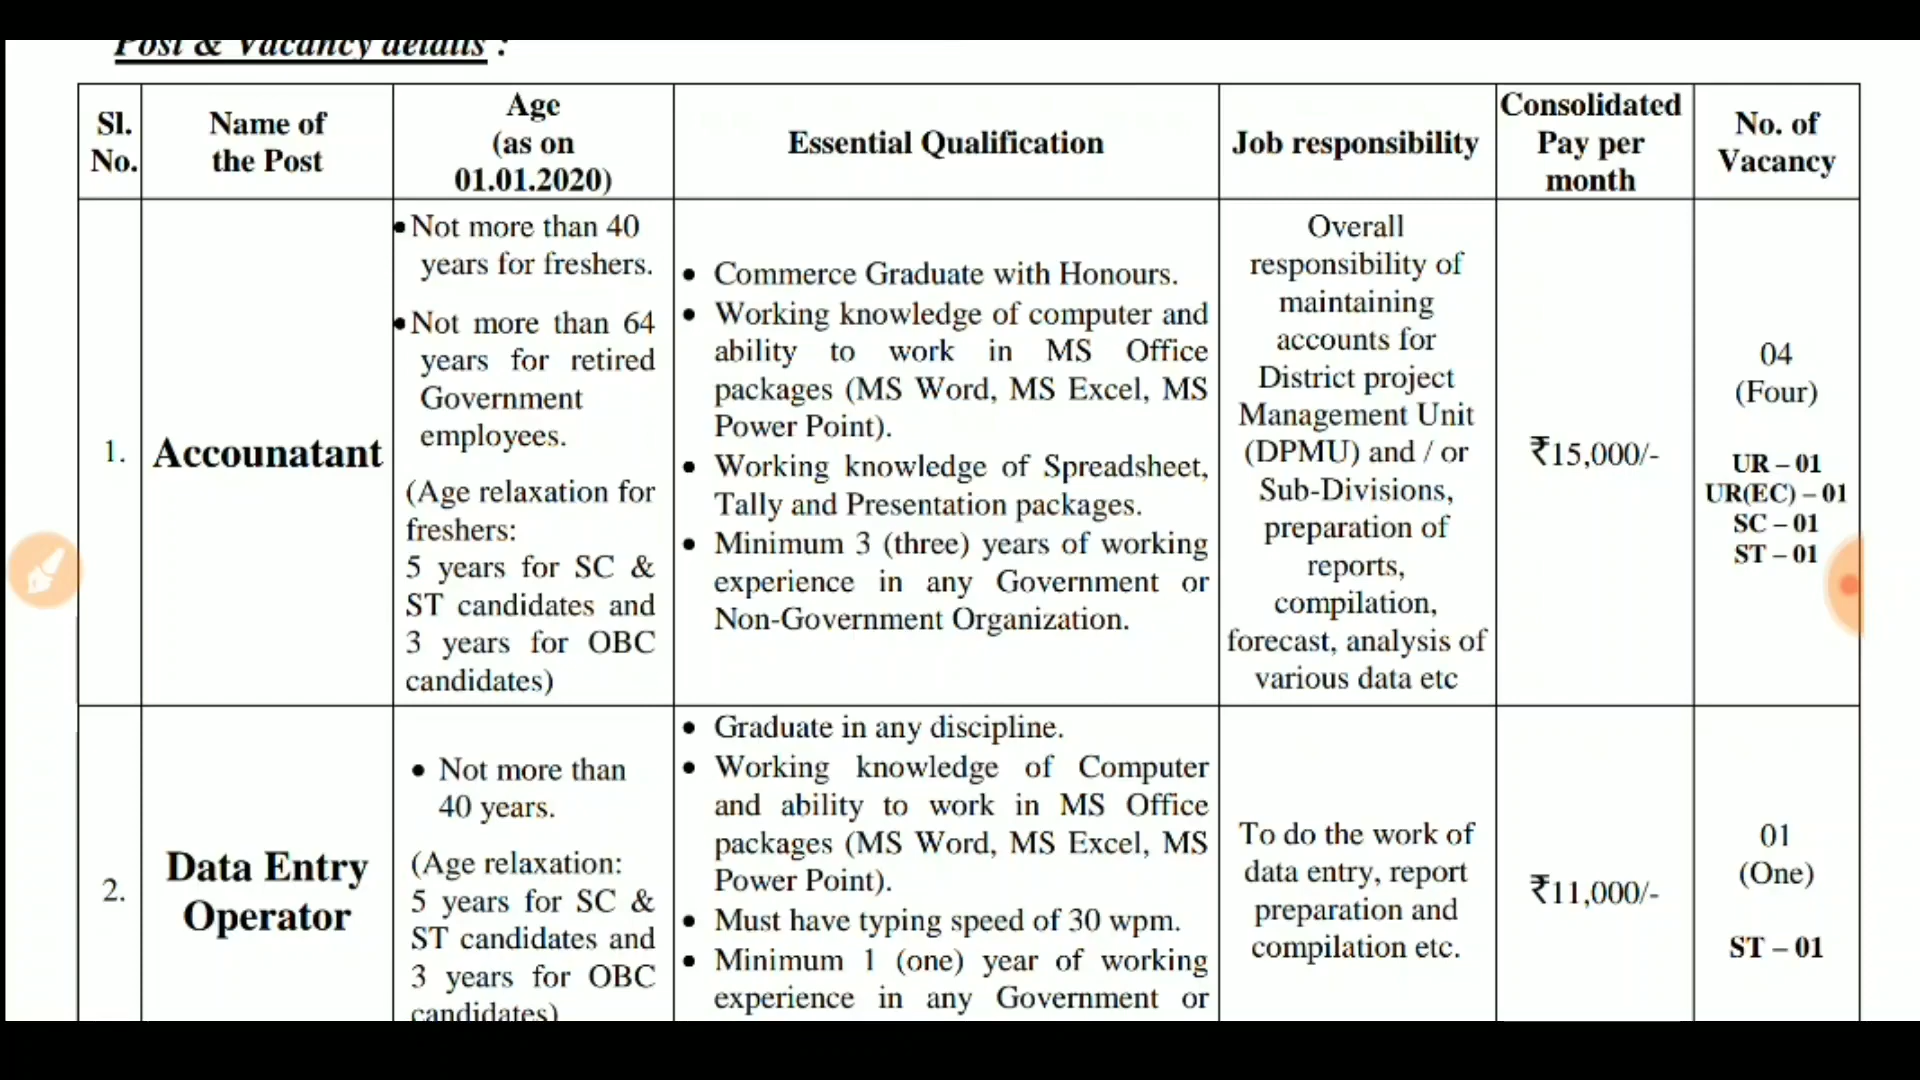 Post & Vacancy details :
Sl.
No.
Name of
the Post
Age
(as on
01.01.2020)
Essential Qualification
Job responsibility
Consolidated
Pay per
month
No. of
Vacancy
1.
Accounatant
• Not more than 40
years for freshers.
• Not more than 64
years for retired
Government
employees.
(Age relaxation for
freshers:
5 years for SC &
ST candidates and
3 years for OBC
candidates)
• Commerce Graduate with Honours.
• Working knowledge of computer and
ability to work in MS Office
packages (MS Word, MS Excel, MS
Power Point).
• Working knowledge of Spreadsheet,
Tally and Presentation packages.
• Minimum 3 (three) years of working
experience in any Government or
Non-Government Organization.
Overall
responsibility of
maintaining
accounts for
District project
Management Unit
(DPMU) and / or
Sub-Divisions,
preparation of
reports,
compilation,
forecast, analysis of
various data etc
₹15,000/-
04
(Four)
UR – 01
UR(EC) – 01
SC – 01
ST – 01
2.
Data Entry
Operator
• Not more than
40 years.
(Age relaxation:
5 years for SC &
ST candidates and
3 years for OBC
candidates)
• Graduate in any discipline.
• Working knowledge of Computer
and ability to work in MS Office
packages (MS Word, MS Excel, MS
Power Point).
• Must have typing speed of 30 wpm.
• Minimum 1 (one) year of working
experience in any Government or
To do the work of
data entry, report
preparation and
compilation etc.
₹11,000/-
01
(One)
ST – 01